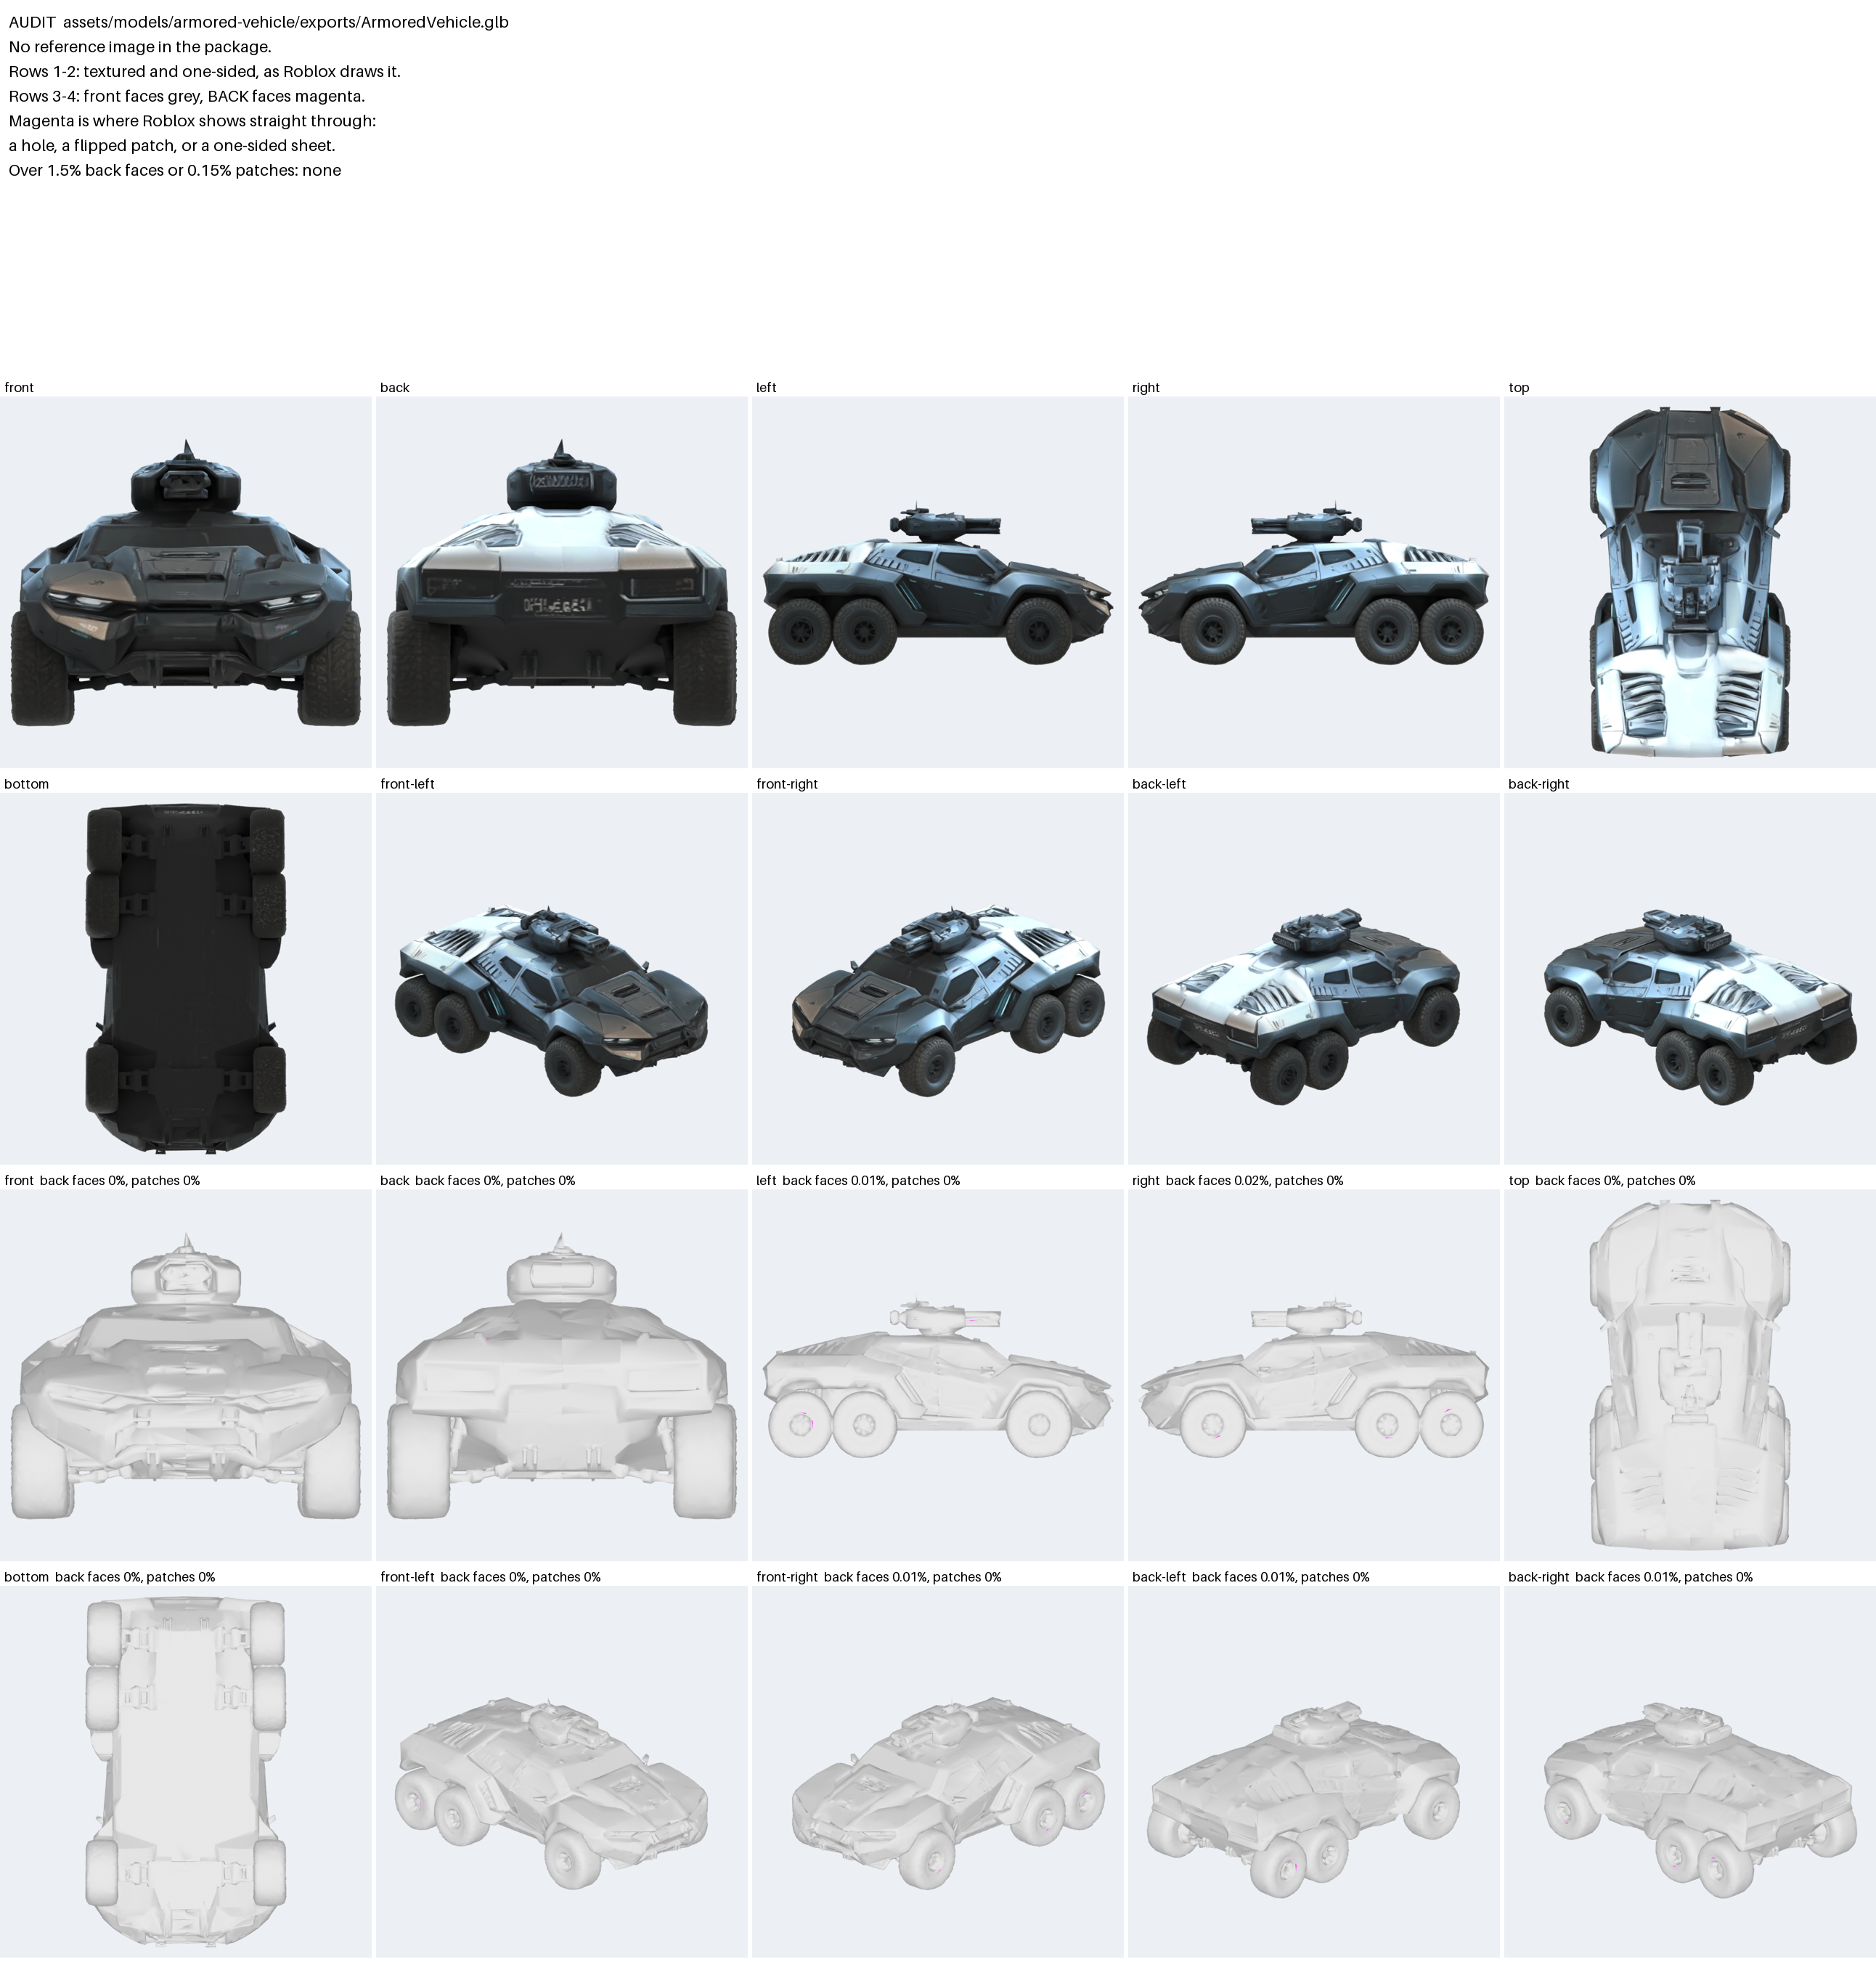 AUDIT  assets/models/armored-vehicle/exports/ArmoredVehicle.glb
No reference image in the package.
Rows 1-2: textured and one-sided, as Roblox draws it.
Rows 3-4: front faces grey, BACK faces magenta.
Magenta is where Roblox shows straight through:
a hole, a flipped patch, or a one-sided sheet.
Over 1.5% back faces or 0.15% patches: none
front
back
left
right
top
bottom
front-left
front-right
back-left
back-right
front  back faces 0%, patches 0%
back  back faces 0%, patches 0%
left  back faces 0.01%, patches 0%
right  back faces 0.02%, patches 0%
top  back faces 0%, patches 0%
bottom  back faces 0%, patches 0%
front-left  back faces 0%, patches 0%
front-right  back faces 0.01%, patches 0%
back-left  back faces 0.01%, patches 0%
back-right  back faces 0.01%, patches 0%